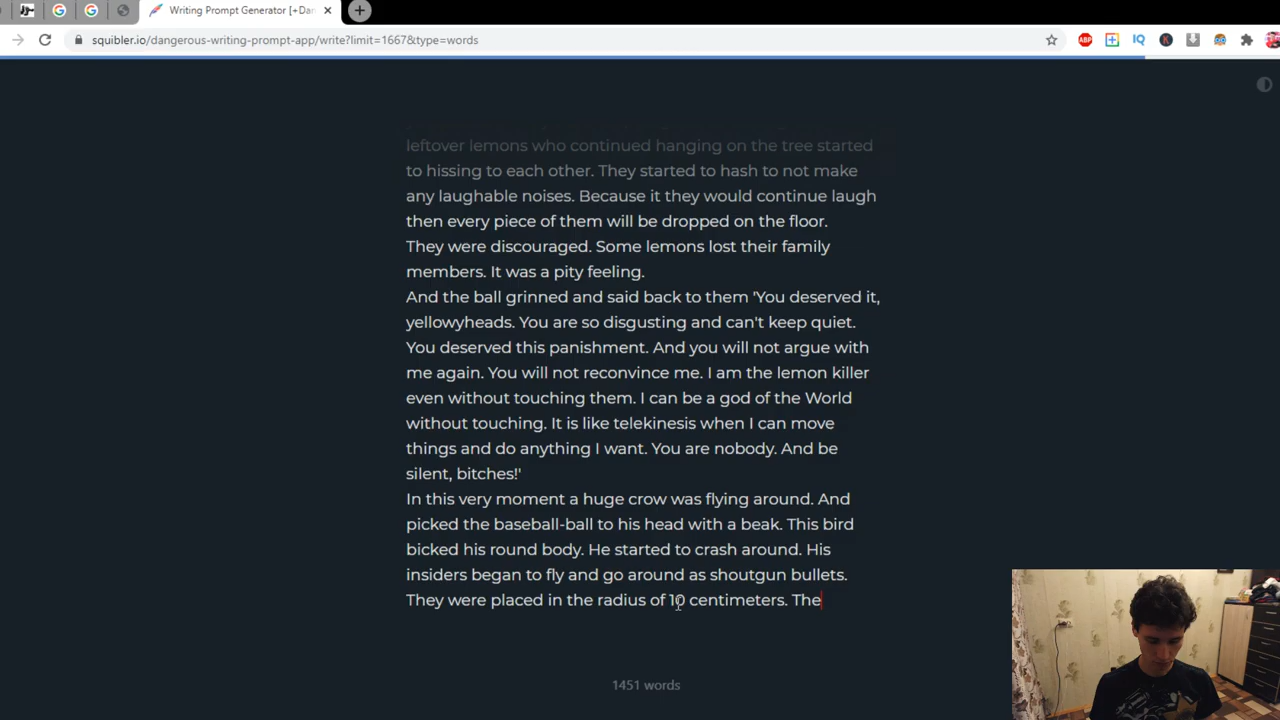 Writing Prompt Generator [+Dan
squibler.io/dangerous-writing-prompt-app/write?limit=1667&type=words
leftover lemons who continued hanging on the tree started
to hissing to each other. They started to hash to not make
any laughable noises. Because it they would continue laugh
then every piece of them will be dropped on the floor.
They were discouraged. Some lemons lost their family
members. It was a pity feeling.
And the ball grinned and said back to them 'You deserved it,
yellowyheads. You are so disgusting and can't keep quiet.
You deserved this panishment. And you will not argue with
me again. You will not reconvince me. I am the lemon killer
even without touching them. I can be a god of the World
without touching. It is like telekinesis when I can move
things and do anything I want. You are nobody. And be
silent, bitches!'
In this very moment a huge crow was flying around. And
picked the baseball-ball to his head with a beak. This bird
bicked his round body. He started to crash around. His
insiders began to fly and go around as shoutgun bullets.
They were placed in the radius of 10 centimeters. The
1451 words